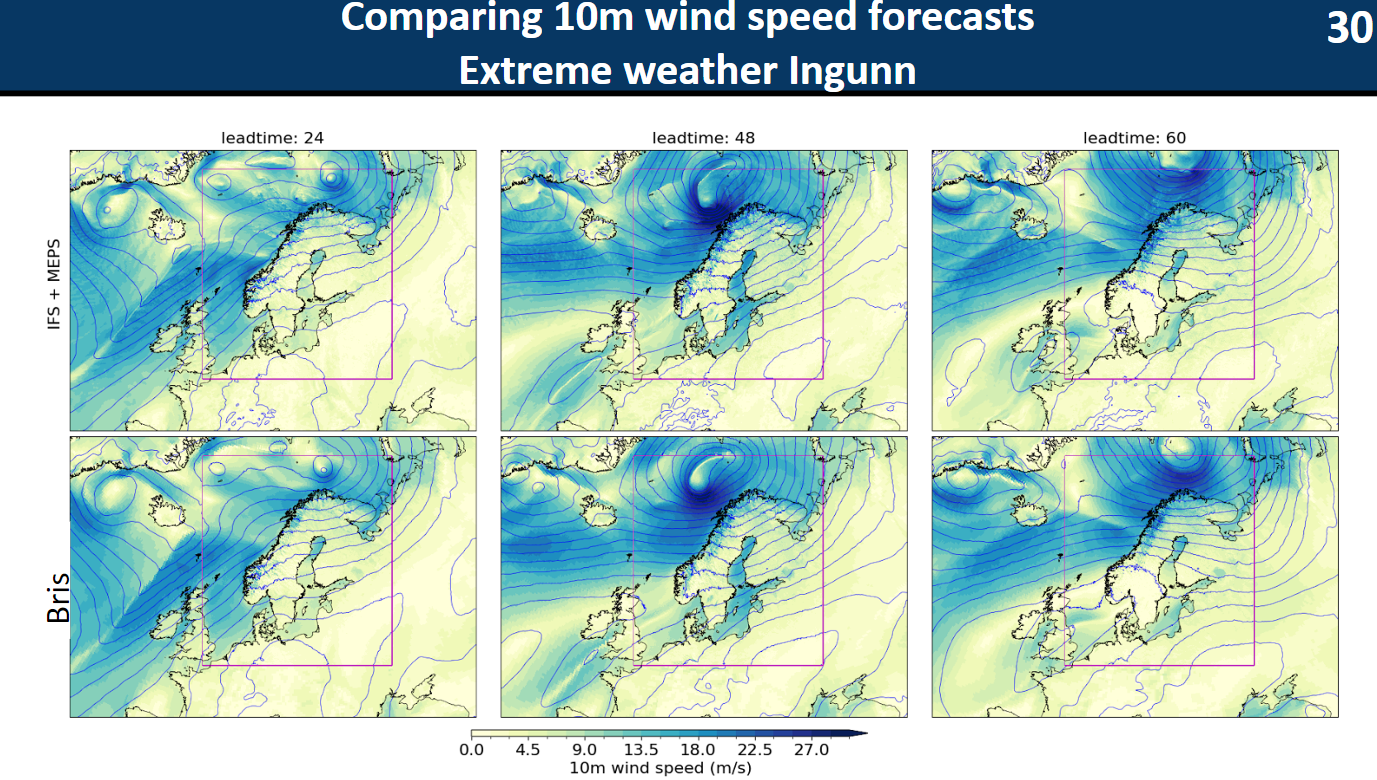 Comparing 10m wind speed forecasts
Extreme weather Ingunn
30
leadtime: 24
leadtime: 48
leadtime: 60
IFS + MEPS
Bris
0.0 4.5 9.0 13.5 18.0 22.5 27.0
10m wind speed (m/s)